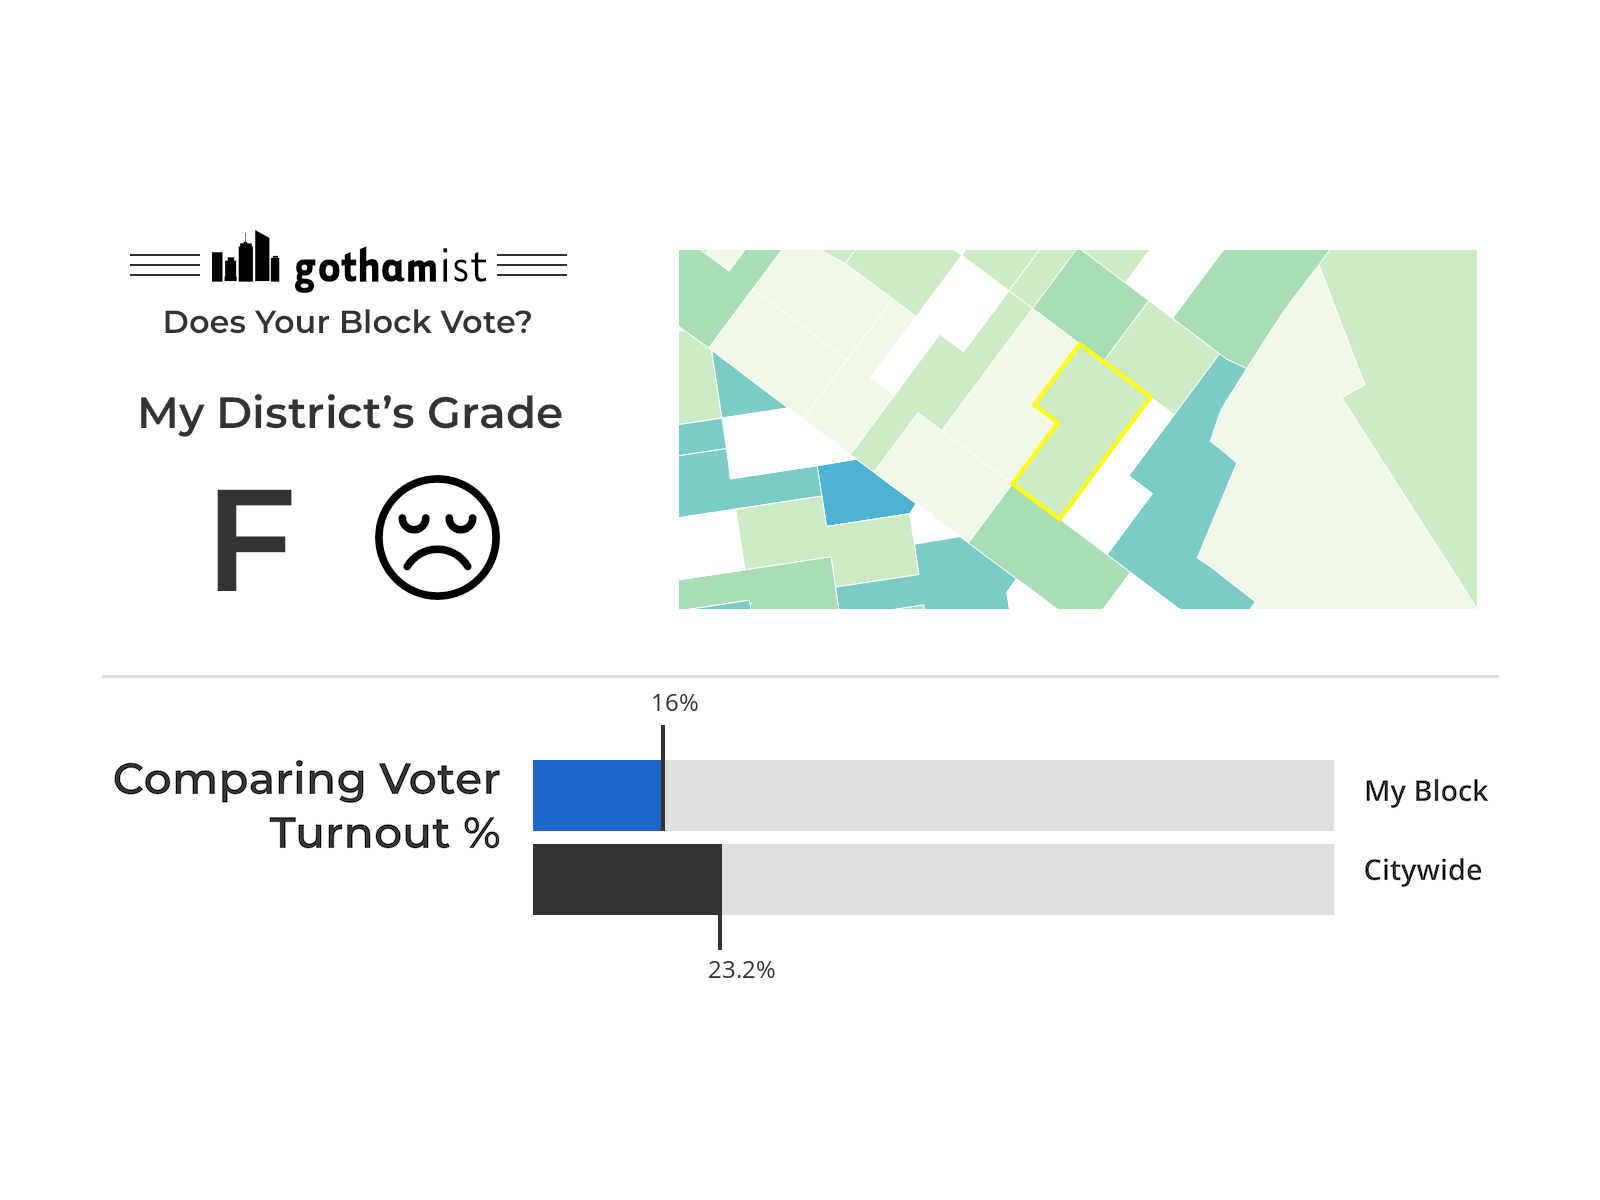 gothamist
Does Your Block Vote?
My District’s Grade
F
16%
Comparing Voter
Turnout %
My Block
Citywide
23.2%